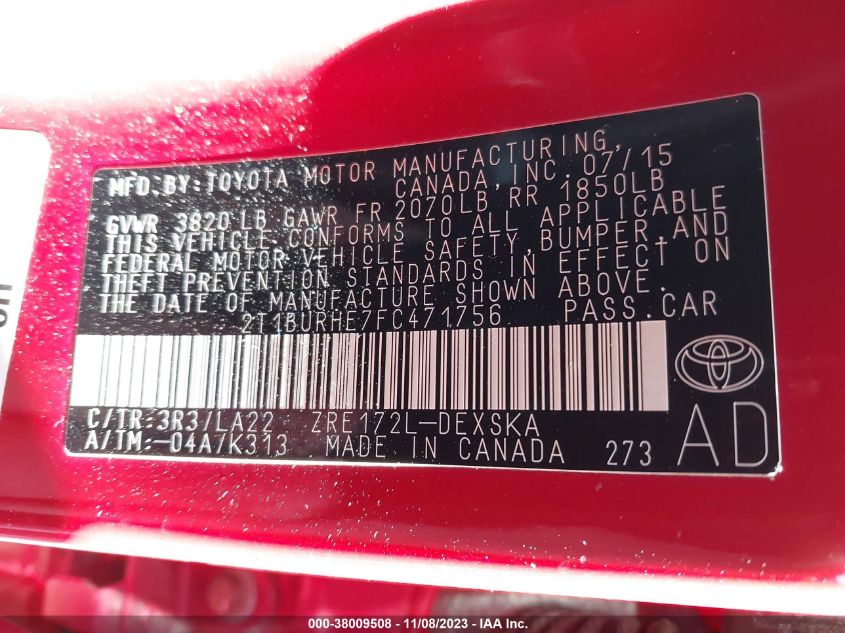 MFD.BY:TOYOTA MOTOR MANUFACTURING,
CANADA, INC. 07/15
GVWR 3820 LB GAWR FR 2070LB, RR 1850LB
THIS VEHICLE CONFORMS TO ALL APPLICABLE
FEDERAL MOTOR VEHICLE SAFETY,BUMPER,AND
THEFT PREVENTION STANDARDS IN EFFECT ON
THE DATE OF MANUFACTURE SHOWN ABOVE.
2T1BURHE7FC471756 PASS.CAR
C/TR:3R3/LA22 ZRE172L-DEXSKA
A/TM:-04A/K313 MADE IN CANADA 273
AD
000-38009508 - 11/08/2023 - IAA Inc.